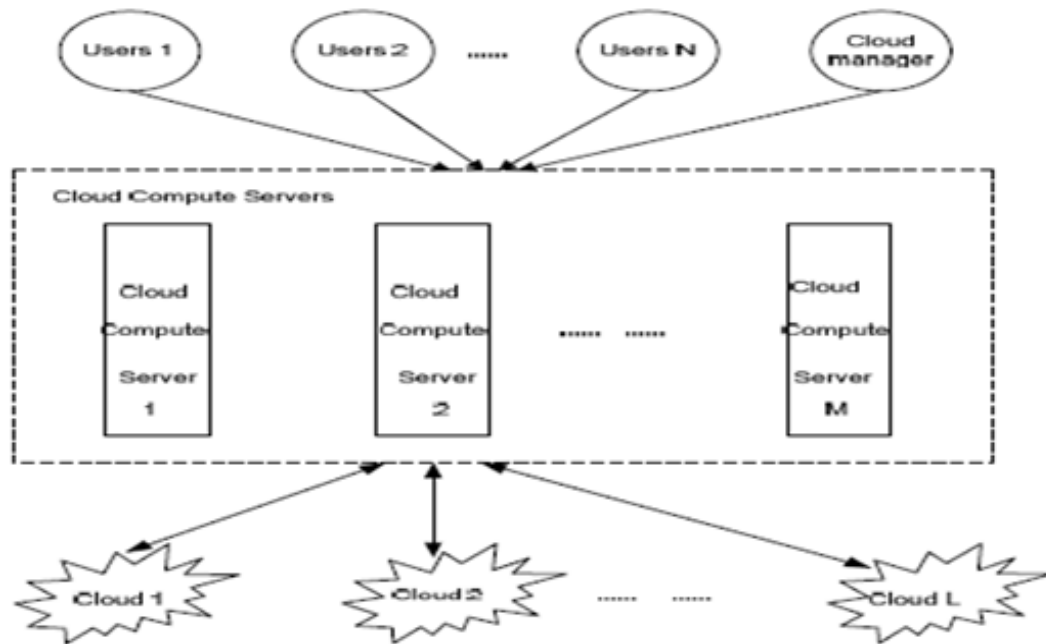 Users 1
Users 2
......
Users N
Cloud
manager
Cloud Compute Servers
Cloud
Compute
Server
1
Cloud
Compute
Server
2
...... ......
Cloud
Compute
Server
M
Cloud 1
Cloud 2
...... ......
Cloud L